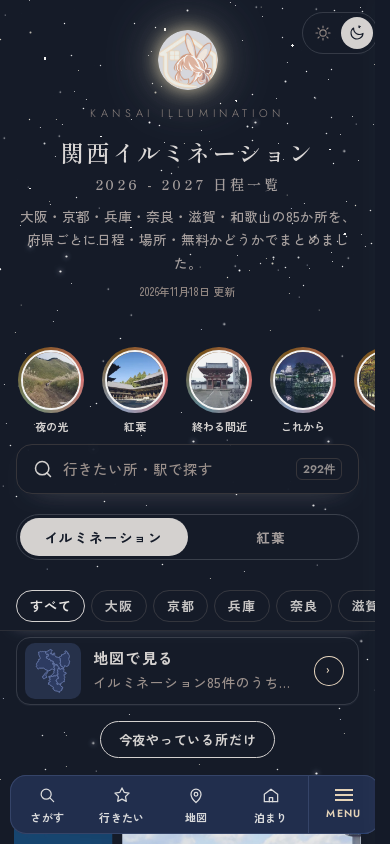 KANSAI ILLUMINATION
関西イルミネーション
2026 - 2027 日程一覧
大阪・京都・兵庫・奈良・滋賀・和歌山の85か所を、
府県ごとに日程・場所・無料かどうかでまとめまし
た。
2026年11月18日 更新
夜の光 紅葉 終わる間近 これから
行きたい所・駅で探す 292件
イルミネーション 紅葉
すべて 大阪 京都 兵庫 奈良 滋賀
地図で見る
イルミネーション85件のうち…
今夜やっている所だけ
さがす 行きたい 地図 泊まり MENU